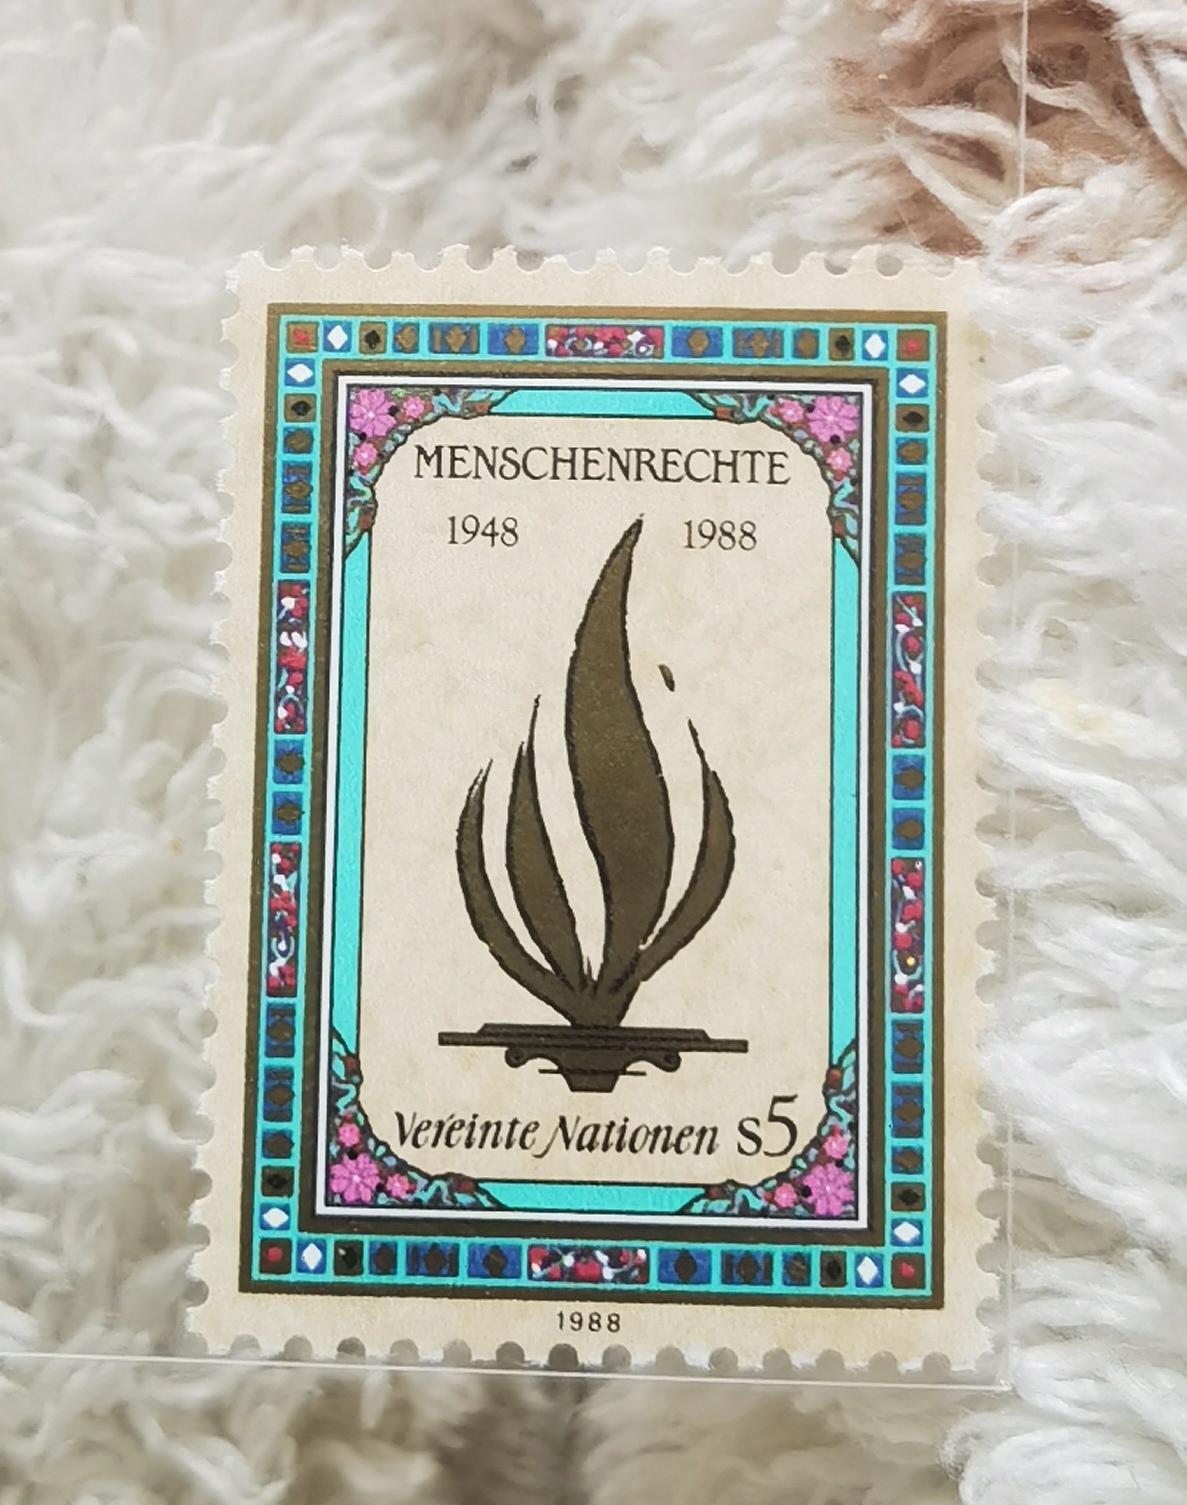 MENSCHENRECHTE
1948 1988
Vereinte Nationen s5
1988